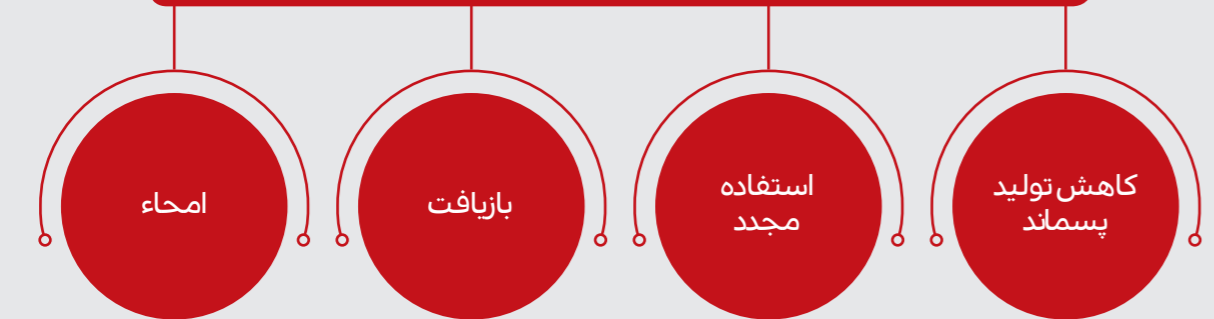 کاهش تولید
پسماند
استفاده
مجدد
بازیافت
امحاء